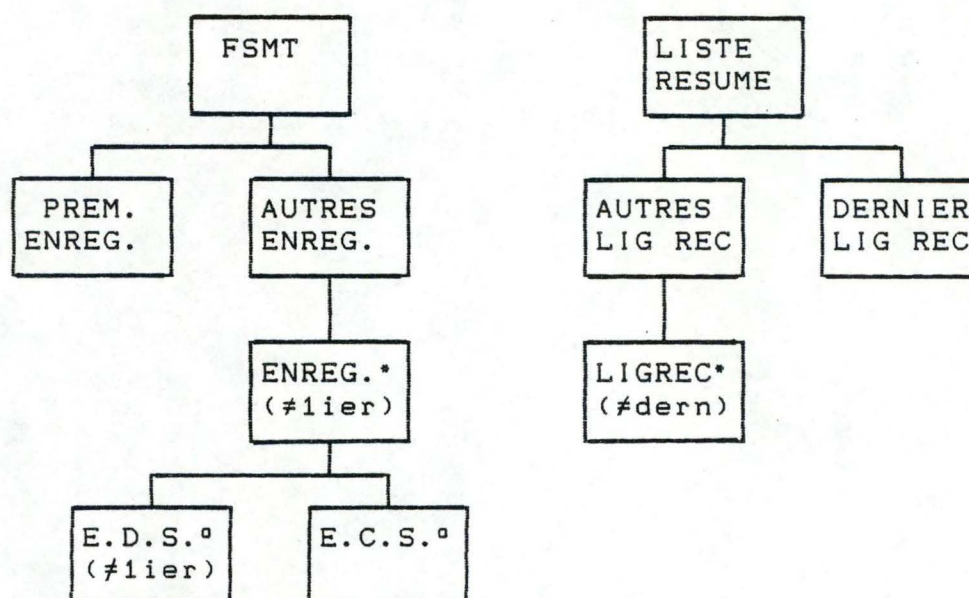 FSMT
LISTE
RESUME
PREM.
ENREG.
AUTRES
ENREG.
AUTRES
LIG REC
DERNIER
LIG REC
ENREG.*
(≠1ier)
LIGREC*
(≠dern)
E.D.S.º
(≠1ier)
E.C.S.º